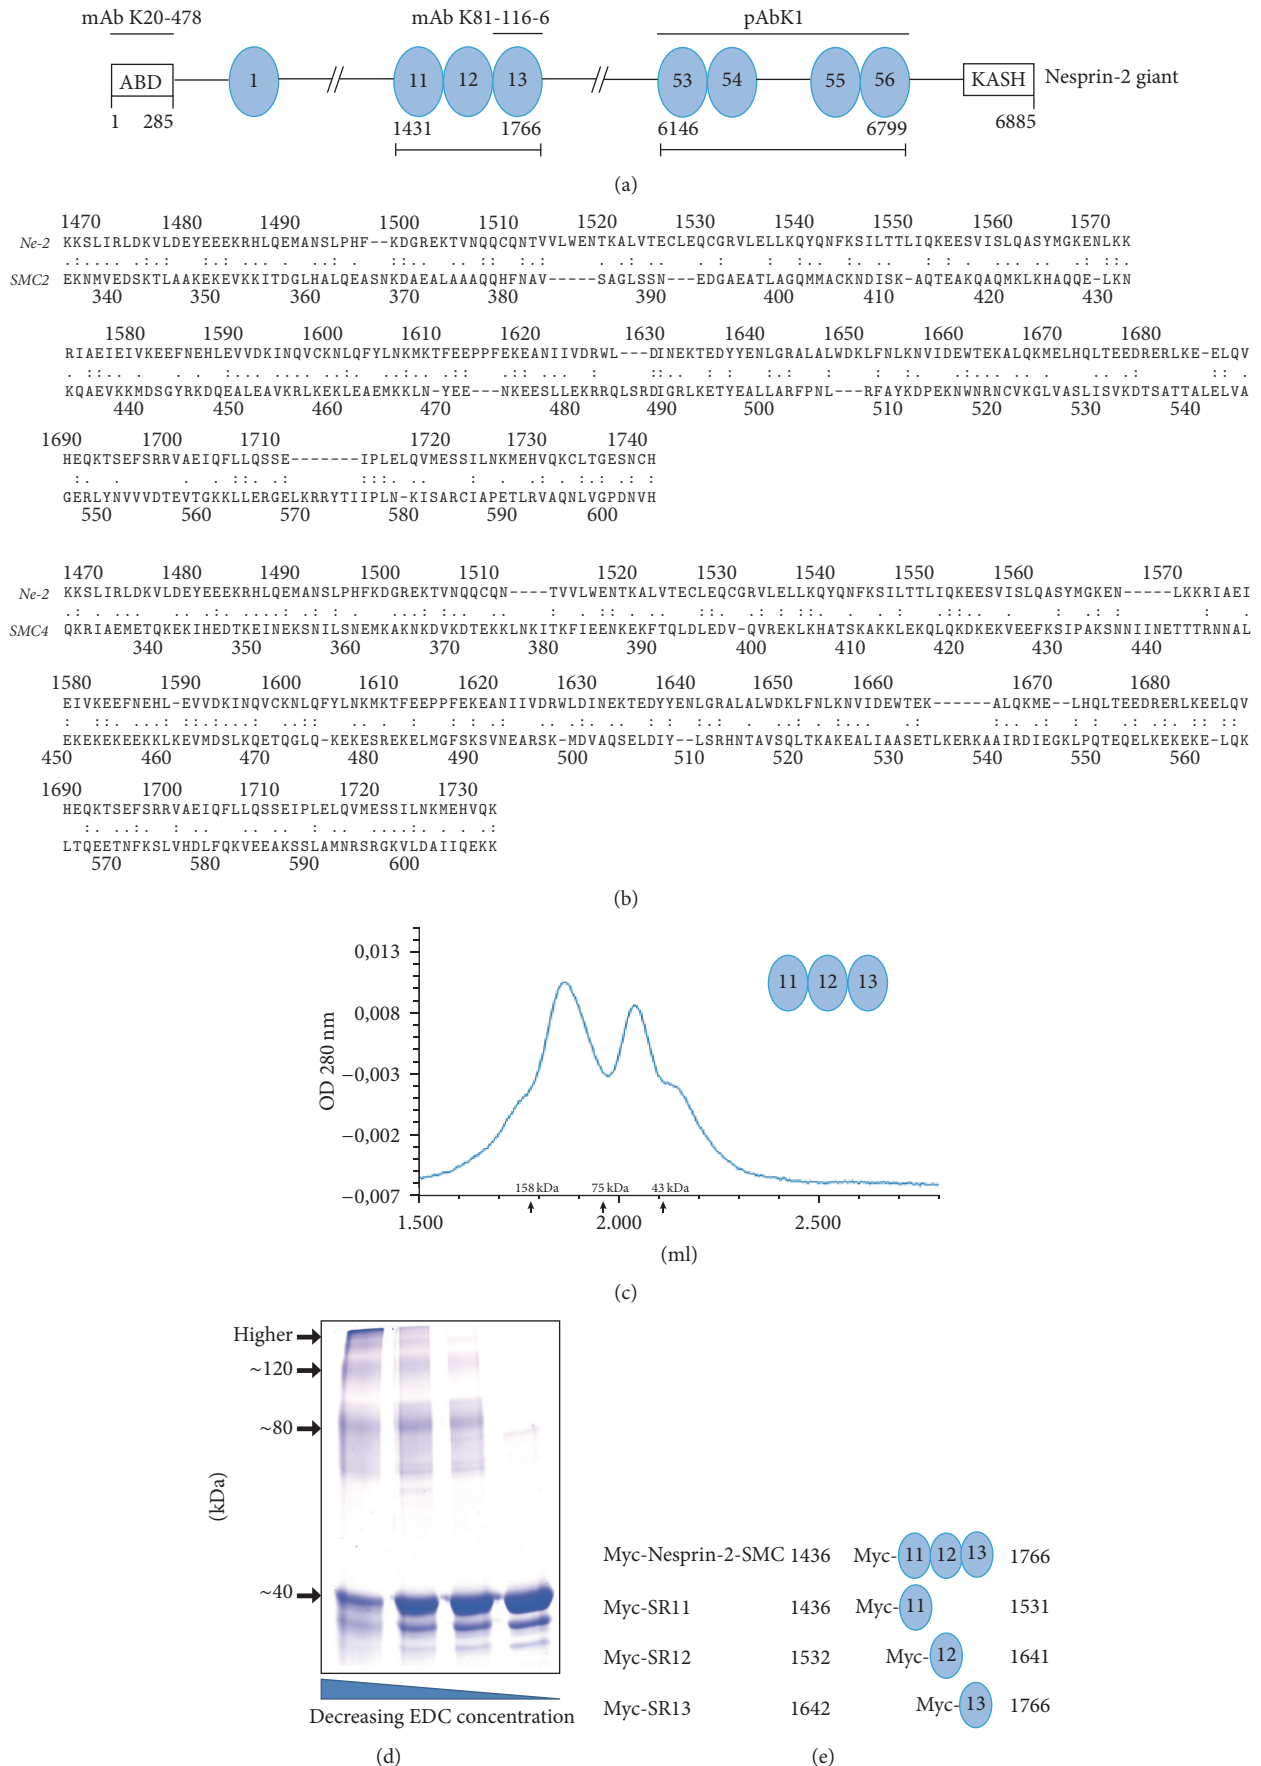 mAb K20-478 mAb K81-116-6 pAbK1
ABD 1 11 12 13 53 54 55 56 KASH Nesprin-2 giant
1 285 1431 1766 6146 6799 6885
(a)
1470 1480 1490 1500 1510 1520 1530 1540 1550 1560 1570
Ne-2 KKSLIRLDKVLDEYEEEKRHLQEMANSLPHF--KDGREKTVNQQCQNTVVLWENTKALVTECLEQCGRVLELLKQYQNFKSILTTLIQKEESVISLQASYMGKENLKK
SMC2 EKNMVEDSKTLAAKEKEVKKITDGLHALQEASNKDAEALAAAQQHFNAV-----SAGLSSN---EDGAEATLAGQMMACKNDISK-AQTEAKQAQMKLKHAQQE-LKN
340 350 360 370 380 390 400 410 420 430
1580 1590 1600 1610 1620 1630 1640 1650 1660 1670 1680
RIAEIEIVKEEFNEHLEVVDKINQVCKNLQFYLNKMKTFEEPPFEKEANIIVDRWL---DINEKTEDYYENLGRALALWDKLFNLKNVIDEWTEKALQKMELHQLTEEDRERLKE-ELQV
KQAEVKKMDSGYRKDQEALEAVKRLKEKLEAEMKKLN-YEE---NKEESLLEKRRQLSRDIGRLKETYEALLARFPNL---RFAYKDPEKNWNRNCVKGLVASLISVKDTSATTALELVA
440 450 460 470 480 490 500 510 520 530 540
1690 1700 1710 1720 1730 1740
HEQKTSEFSRRVAEIQFLLQSSE-------IPLELQVMESSILNKMEHVQKCLTGESNCH
GERLYNVVVDTEVTGKKLLERGELKRRYTIIPLN-KISARCIAPETLRVAQNLVGPDNVH
550 560 570 580 590 600
1470 1480 1490 1500 1510 1520 1530 1540 1550 1560 1570
Ne-2 KKSLIRLDKVLDEYEEEKRHLQEMANSLPHFKDGREKTVNQQCQN----TVVLWENTKALVTECLEQCGRVLELLKQYQNFKSILTTLIQKEESVISLQASYMGKEN-----LKKRIAEI
SMC4 QKRIAEMETQKEKIHEDTKEINEKSNILSNEMKAKNKDVKDTEKKLNKITKFIEENKEKFTQLDLEDV-QVREKLKHATSKAKKLEKQLQKDKEKVEEFKSIPAKSNNIINETTTRNNAL
340 350 360 370 380 390 400 410 420 430 440
1580 1590 1600 1610 1620 1630 1640 1650 1660 1670 1680
EIVKEEFNEHL-EVVDKINQVCKNLQFYLNKMKTFEEPPFEKEANIIVDRWLDINEKTEDYYENLGRALALWDKLFNLKNVIDEWTEK------ALQKME--LHQLTEEDRERLKEELQV
EKEKEKEEKKLKEVMDSLKQETQGLQ-KEKESREKELMGFSKSVNEARSK-MDVAQSELDIY--LSRHNTAVSQLTKAKEALIAASETLKERKAAIRDIEGKLPQTEQELKEKEKE-LQK
450 460 470 480 490 500 510 520 530 540 550 560
1690 1700 1710 1720 1730
HEQKTSEFSRRVAEIQFLLQSSEIPLELQVMESSILNKMEHVQK
LTQEETNFKSLVHDLFQKVEEAKSSLAMNRSRGKVLDAIIQEKK
570 580 590 600
(b)
0,013
0,008
−0,003
−0,002
−0,007
OD 280 nm
11 12 13
158 kDa 75 kDa 43 kDa
1.500 2.000 2.500
(ml)
(c)
Higher
~120
~80
~40
(kDa)
Decreasing EDC concentration
(d)
Myc-Nesprin-2-SMC 1436 Myc- 11 12 13 1766
Myc-SR11 1436 Myc- 11 1531
Myc-SR12 1532 Myc- 12 1641
Myc-SR13 1642 Myc- 13 1766
(e)